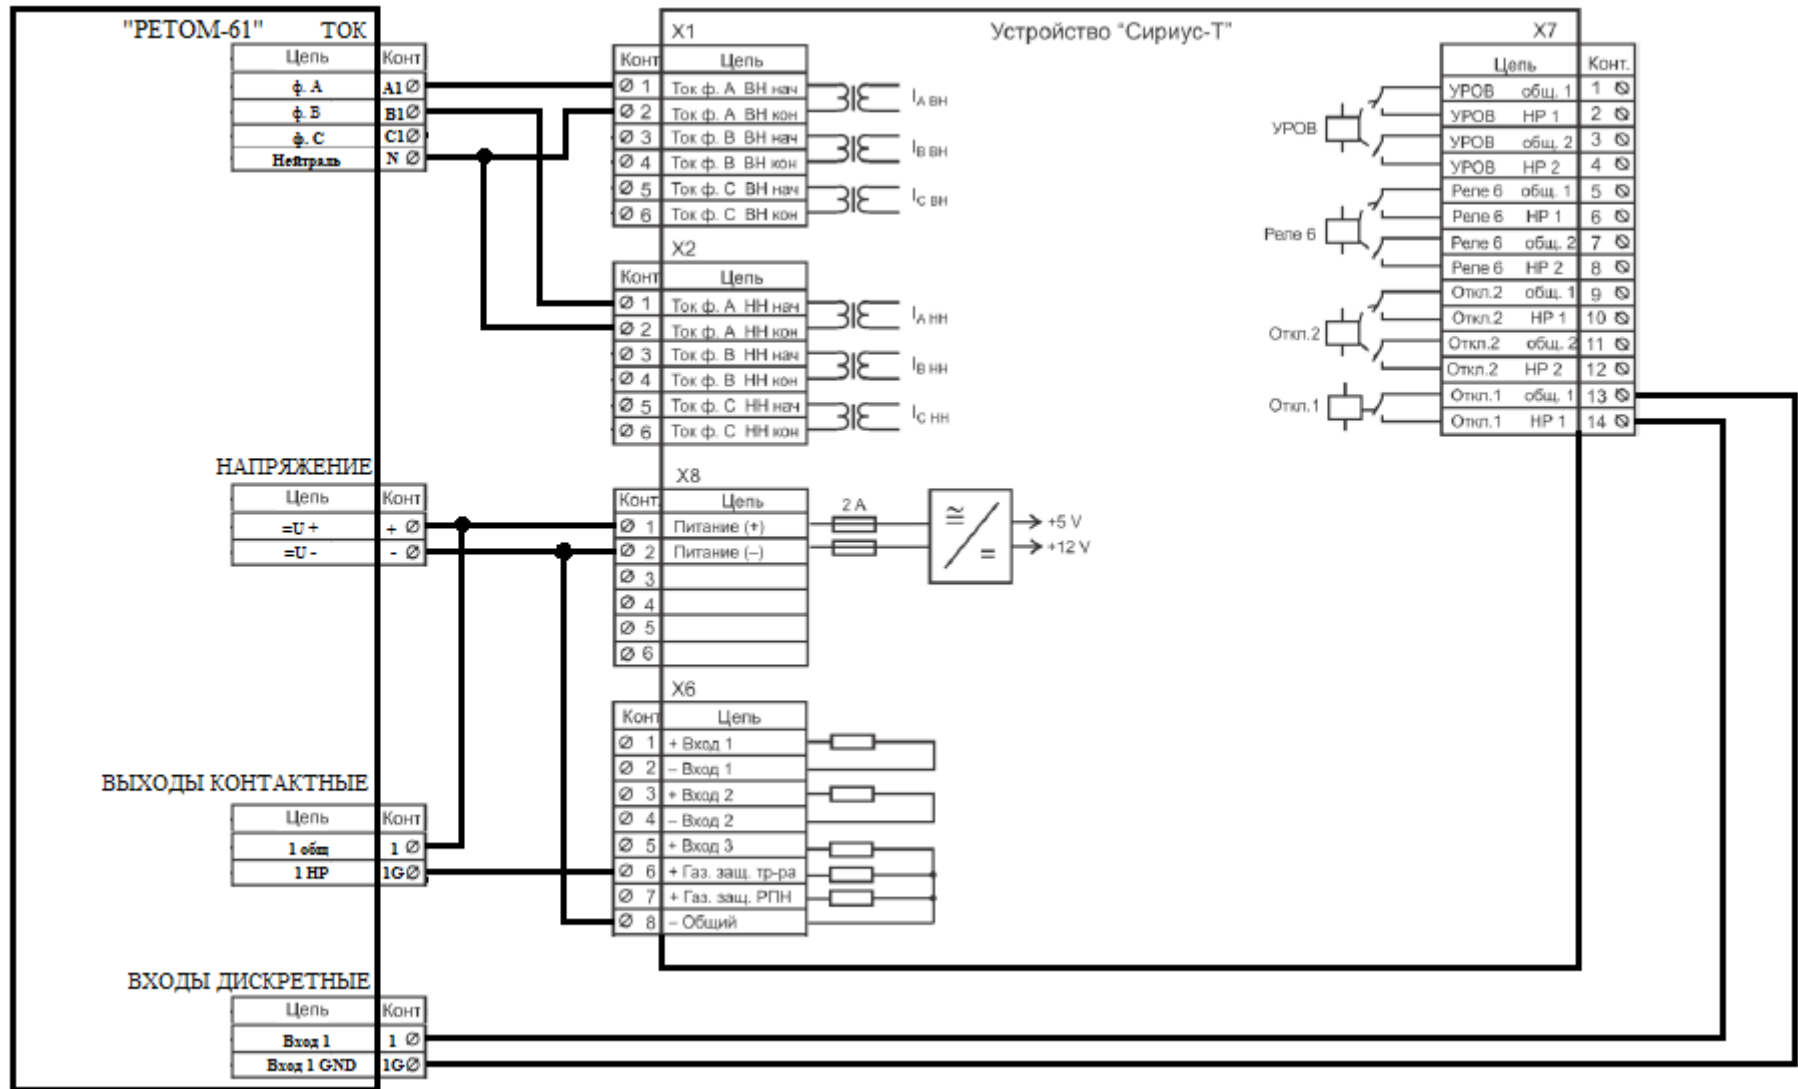 "РЕТОМ-61" ТОК
Цепь Конт
ф. А А1
ф. Б В1
ф. С С1
Нейтраль N
НАПРЯЖЕНИЕ
Цепь Конт
=U + +
=U - -
ВЫХОДЫ КОНТАКТНЫЕ
Цепь Конт
1 общ 1
1 НР 1G
ВХОДЫ ДИСКРЕТНЫЕ
Цепь Конт
Вход 1 1
Вход 1 GND 1G
Устройство "Сириус-Т"
X1
Конт Цепь
1 Ток ф. А ВН нач
2 Ток ф. А ВН кон
3 Ток ф. В ВН нач
4 Ток ф. В ВН кон
5 Ток ф. С ВН нач
6 Ток ф. С ВН кон
IА ВН
IВ ВН
IС ВН
X2
Конт Цепь
1 Ток ф. А НН нач
2 Ток ф. А НН кон
3 Ток ф. В НН нач
4 Ток ф. В НН кон
5 Ток ф. С НН нач
6 Ток ф. С НН кон
IА НН
IВ НН
IС НН
X8
Конт Цепь
1 Питание (+)
2 Питание (–)
3
4
5
6
2 А
≅
=
+5 V
+12 V
X6
Конт Цепь
1 + Вход 1
2 – Вход 1
3 + Вход 2
4 – Вход 2
5 + Вход 3
6 + Газ. защ. тр-ра
7 + Газ. защ. РПН
8 – Общий
X7
Цепь Конт.
УРОВ общ. 1 1
УРОВ НР 1 2
УРОВ общ. 2 3
УРОВ НР 2 4
Реле 6 общ. 1 5
Реле 6 НР 1 6
Реле 6 общ. 2 7
Реле 6 НР 2 8
Откл.2 общ. 1 9
Откл.2 НР 1 10
Откл.2 общ. 2 11
Откл.2 НР 2 12
Откл.1 общ. 1 13
Откл.1 НР 1 14
УРОВ
Реле 6
Откл.2
Откл.1